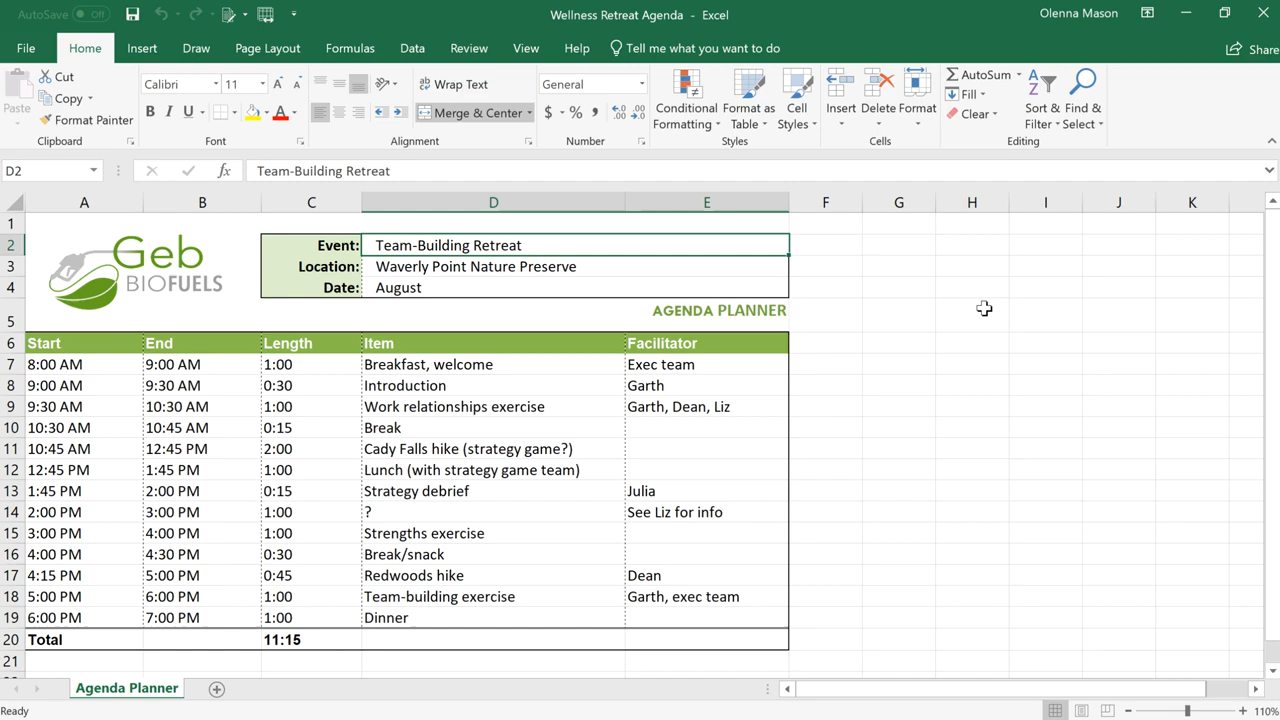 AutoSave Off
Wellness Retreat Agenda - Excel
Olenna Mason
File Home Insert Draw Page Layout Formulas Data Review View Help Tell me what you want to do Share
Paste
Cut
Copy
Format Painter
Clipboard
Calibri 11
B I U A
Font
Wrap Text
Merge & Center
Alignment
General
$ % ,
Number
Conditional Formatting
Format as Table
Cell Styles
Styles
Insert Delete Format
Cells
AutoSum
Fill
Clear
Sort & Filter
Find & Select
Editing
D2 fx Team-Building Retreat
A B C D E F G H I J K
1
2 Event: Team-Building Retreat
3 Location: Waverly Point Nature Preserve
4 Date: August
Geb
BIOFUELS
5 AGENDA PLANNER
6 Start End Length Item Facilitator
7 8:00 AM 9:00 AM 1:00 Breakfast, welcome Exec team
8 9:00 AM 9:30 AM 0:30 Introduction Garth
9 9:30 AM 10:30 AM 1:00 Work relationships exercise Garth, Dean, Liz
10 10:30 AM 10:45 AM 0:15 Break
11 10:45 AM 12:45 PM 2:00 Cady Falls hike (strategy game?)
12 12:45 PM 1:45 PM 1:00 Lunch (with strategy game team)
13 1:45 PM 2:00 PM 0:15 Strategy debrief Julia
14 2:00 PM 3:00 PM 1:00 ? See Liz for info
15 3:00 PM 4:00 PM 1:00 Strengths exercise
16 4:00 PM 4:30 PM 0:30 Break/snack
17 4:15 PM 5:00 PM 0:45 Redwoods hike Dean
18 5:00 PM 6:00 PM 1:00 Team-building exercise Garth, exec team
19 6:00 PM 7:00 PM 1:00 Dinner
20 Total 11:15
21
Agenda Planner
Ready 110%